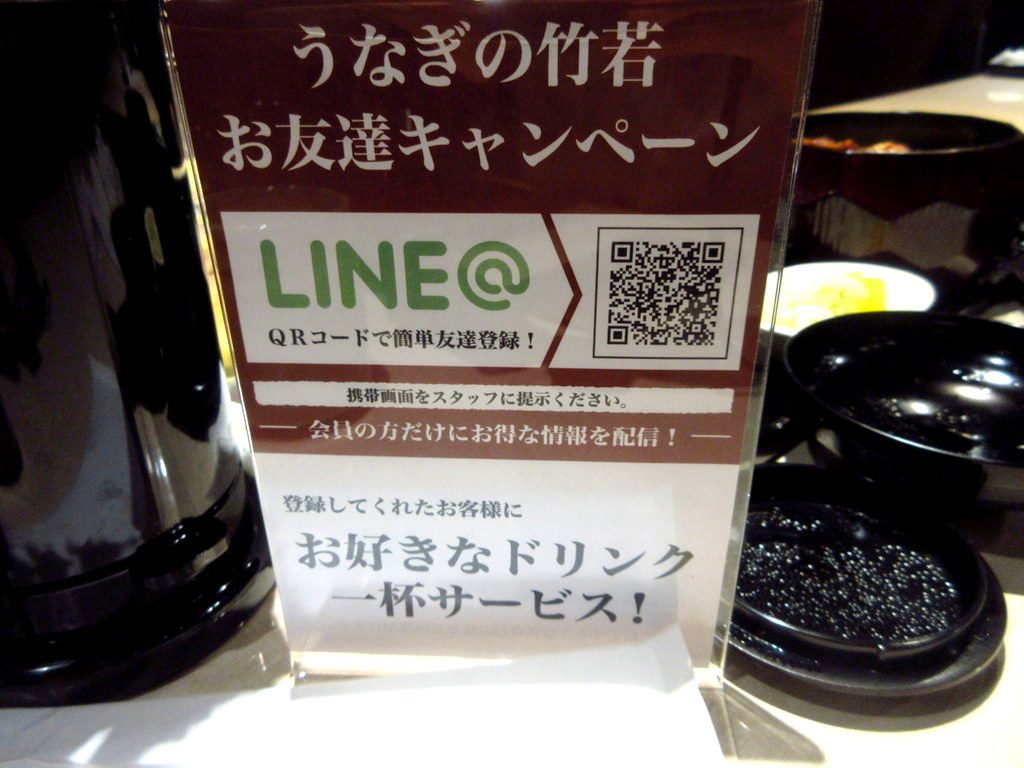 うなぎの竹若
お友達キャンペーン
LINE@
QRコードで簡単友達登録！
携帯画面をスタッフに提示ください。
会員の方だけにお得な情報を配信！
登録してくれたお客様に
お好きなドリンク
一杯サービス！